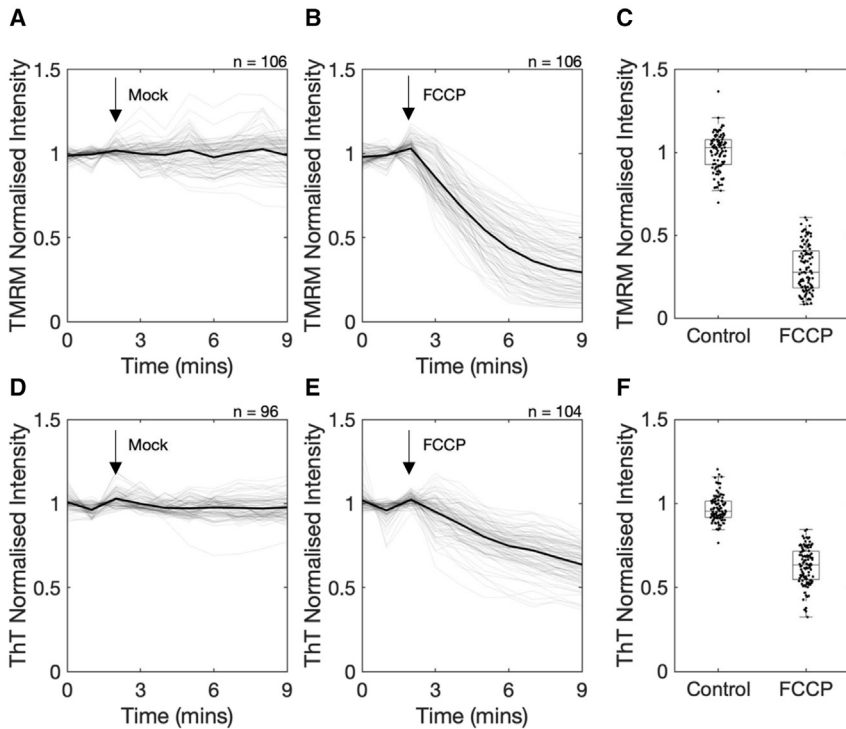 A
n = 106
Mock
TMRM Normalised Intensity
1.5
1
0.5
0
0 3 6 9
Time (mins)
B
n = 106
FCCP
TMRM Normalised Intensity
1.5
1
0.5
0
0 3 6 9
Time (mins)
C
TMRM Normalised Intensity
1.5
1
0.5
0
Control FCCP
D
n = 96
Mock
ThT Normalised Intensity
1.5
1
0.5
0
0 3 6 9
Time (mins)
E
n = 104
FCCP
ThT Normalised Intensity
1.5
1
0.5
0
0 3 6 9
Time (mins)
F
ThT Normalised Intensity
1.5
1
0.5
0
Control FCCP